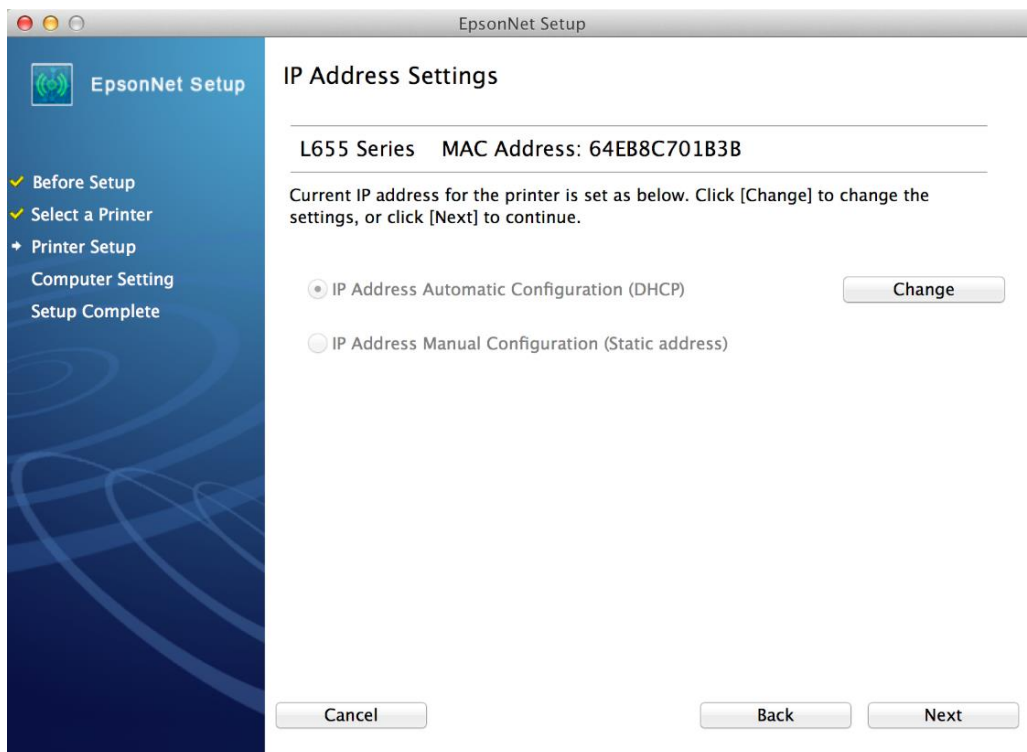 EpsonNet Setup
EpsonNet Setup
Before Setup
Select a Printer
Printer Setup
Computer Setting
Setup Complete
IP Address Settings
L655 Series MAC Address: 64EB8C701B3B
Current IP address for the printer is set as below. Click [Change] to change the
settings, or click [Next] to continue.
IP Address Automatic Configuration (DHCP)
Change
IP Address Manual Configuration (Static address)
Cancel
Back
Next